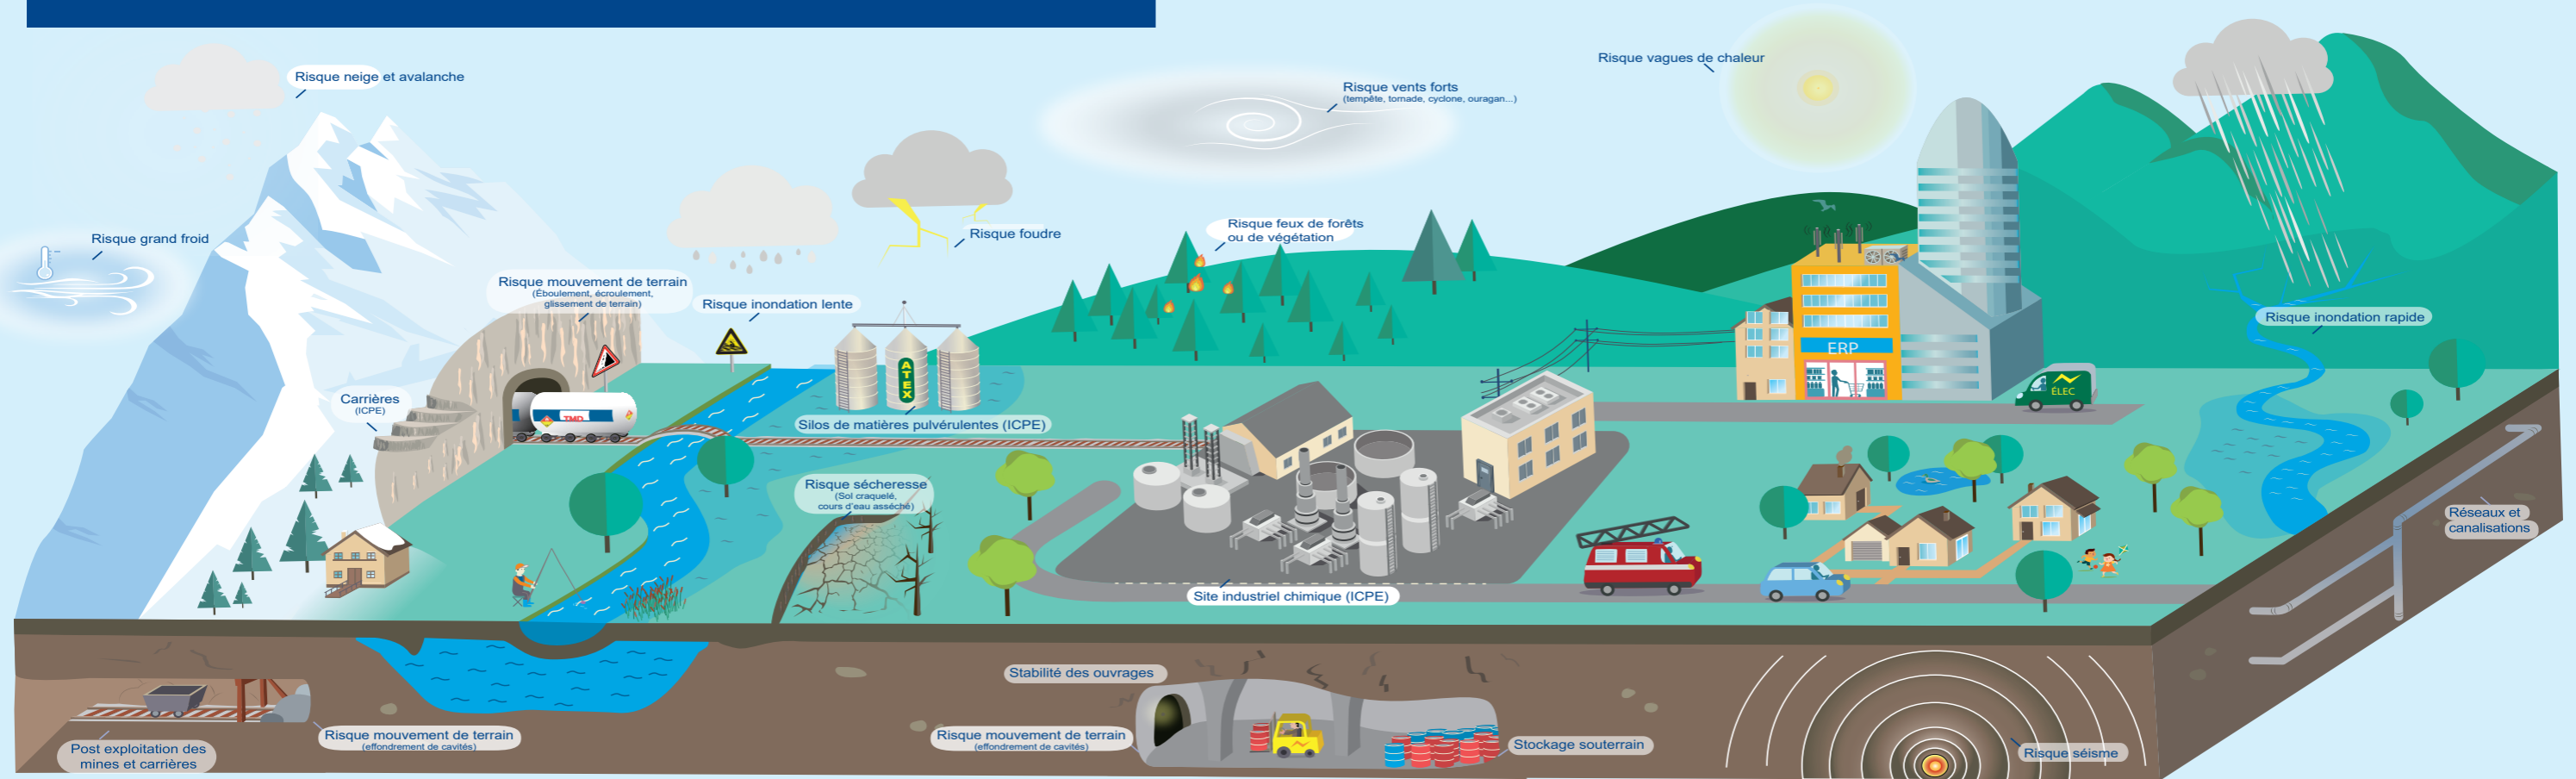 Risque neige et avalanche
Risque vents forts
(tempête, tornade, cyclone, ouragan...)
Risque vagues de chaleur
Risque grand froid
Risque mouvement de terrain
(Éboulement, écroulement,
glissement de terrain)
Risque inondation lente
Risque foudre
Risque feux de forêts
ou de végétation
Risque inondation rapide
ERP
ÉLEC
ATEX
Carrières
(ICPE)
TMD
Silos de matières pulvérulentes (ICPE)
Risque sécheresse
(Sol craquelé,
cours d'eau asséché)
Réseaux et
canalisations
Site industriel chimique (ICPE)
Stabilité des ouvrages
Risque mouvement de terrain
(effondrement de cavités)
Risque mouvement de terrain
(effondrement de cavités)
Stockage souterrain
Risque séisme
Post exploitation des
mines et carrières